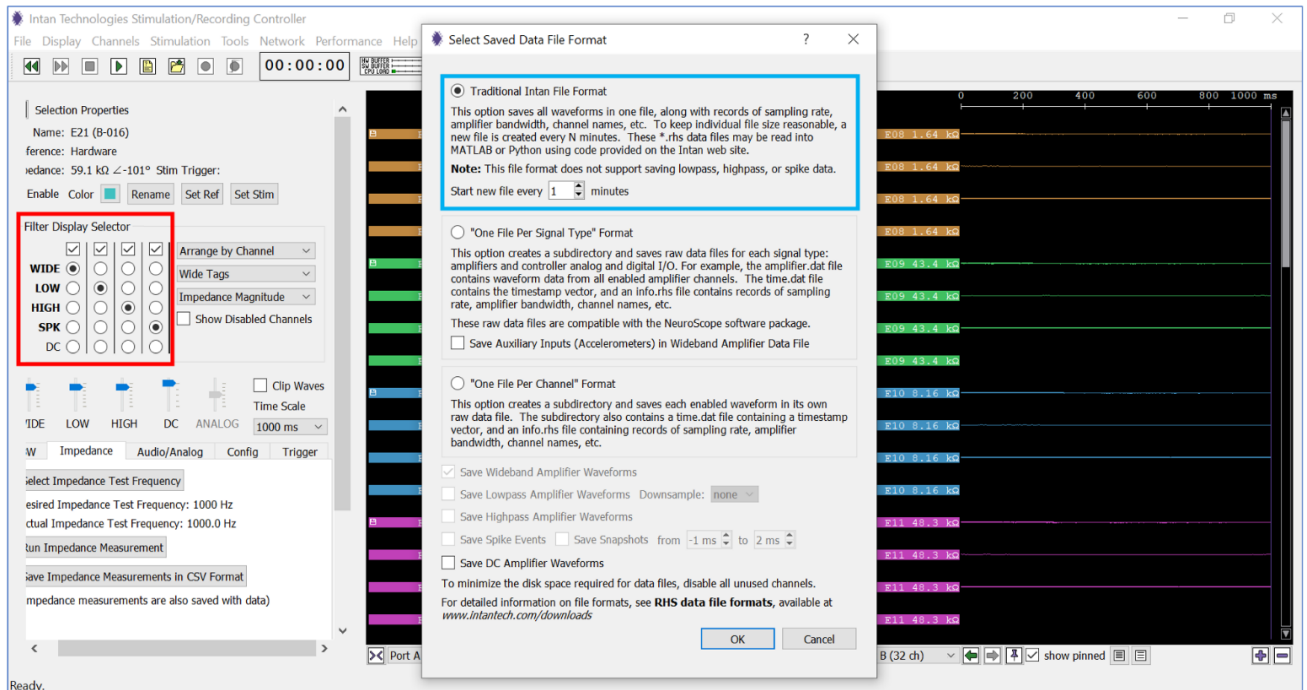 Intan Technologies Stimulation/Recording Controller
File Display Channels Stimulation Tools Network Performance Help
00:00:00
HW BUFFER
SW BUFFER
CPU LOAD
Selection Properties
Name: E21 (B-016)
ference: Hardware
pedance: 59.1 kΩ ∠-101° Stim Trigger:
Enable Color Rename Set Ref Set Stim
Filter Display Selector
Arrange by Channel
WIDE Wide Tags
LOW Impedance Magnitude
HIGH Show Disabled Channels
SPK
DC
Clip Waves
Time Scale
IDE LOW HIGH DC ANALOG 1000 ms
W Impedance Audio/Analog Config Trigger
Select Impedance Test Frequency
esired Impedance Test Frequency: 1000 Hz
ctual Impedance Test Frequency: 1000.0 Hz
Run Impedance Measurement
Save Impedance Measurements in CSV Format
mpedance measurements are also saved with data)
Ready.
Select Saved Data File Format
Traditional Intan File Format
This option saves all waveforms in one file, along with records of sampling rate,
amplifier bandwidth, channel names, etc. To keep individual file size reasonable, a
new file is created every N minutes. These *.rhs data files may be read into
MATLAB or Python using code provided on the Intan web site.
Note: This file format does not support saving lowpass, highpass, or spike data.
Start new file every 1 minutes
"One File Per Signal Type" Format
This option creates a subdirectory and saves raw data files for each signal type:
amplifiers and controller analog and digital I/O. For example, the amplifier.dat file
contains waveform data from all enabled amplifier channels. The time.dat file
contains the timestamp vector, and an info.rhs file contains records of sampling
rate, amplifier bandwidth, channel names, etc.
These raw data files are compatible with the NeuroScope software package.
Save Auxiliary Inputs (Accelerometers) in Wideband Amplifier Data File
"One File Per Channel" Format
This option creates a subdirectory and saves each enabled waveform in its own
raw data file. The subdirectory also contains a time.dat file containing a timestamp
vector, and an info.rhs file containing records of sampling rate, amplifier
bandwidth, channel names, etc.
Save Wideband Amplifier Waveforms
Save Lowpass Amplifier Waveforms Downsample: none
Save Highpass Amplifier Waveforms
Save Spike Events Save Snapshots from -1 ms to 2 ms
Save DC Amplifier Waveforms
To minimize the disk space required for data files, disable all unused channels.
For detailed information on file formats, see RHS data file formats, available at
www.intantech.com/downloads
OK Cancel
0 200 400 600 800 1000 ms
E08 1.64 kΩ
E08 1.64 kΩ
E08 1.64 kΩ
E08 1.64 kΩ
E09 43.4 kΩ
E09 43.4 kΩ
E09 43.4 kΩ
E09 43.4 kΩ
E10 8.16 kΩ
E10 8.16 kΩ
E10 8.16 kΩ
E10 8.16 kΩ
E11 48.3 kΩ
E11 48.3 kΩ
E11 48.3 kΩ
E11 48.3 kΩ
Port A
B (32 ch) show pinned